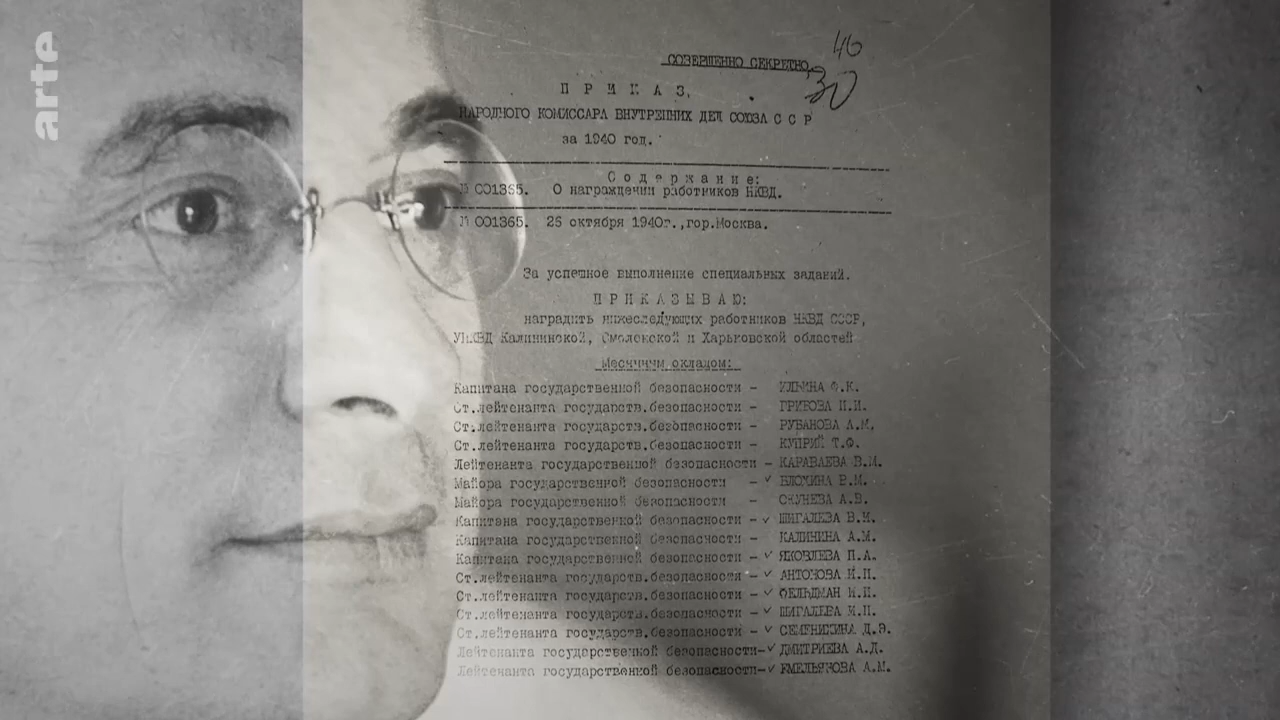 arte
46
30
СОВЕРШЕННО СЕКРЕТНО
П Р И К А З,
НАРОДНОГО КОМИССАРА ВНУТРЕННИХ ДЕЛ СОЮЗА С С Р
за 1940 год.
С о д е р ж а н и е:
№ 001365. О награждении работников НКВД.
№ 001365. 26 октября 1940г.,гор.Москва.
За успешное выполнение специальных заданий.
П Р И К А З Ы В А Ю:
наградить нижеследующих работников НКВД СССР,
УНКВД Калининской, Смоленской и Харьковской областей
Месячным окладом:
Капитана государственной безопасности - ИЛЬИНА Ф.К.
Ст.лейтенанта государств.безопасности - ГРИБОВА И.И.
Ст.лейтенанта государств.безопасности - РУБАНОВА А.М.
Ст.лейтенанта государств.безопасности - КУПРИЙ Т.Ф.
Лейтенанта государственной безопасности - КАРАВАЕВА В.М.
Майора государственной безопасности - ✓ БЛОХИНА В.М.
Майора государственной безопасности - ОКУНЕВА А.В.
Капитана государственной безопасности - ✓ ШИГАЛЕВА В.И.
Капитана государственной безопасности - КАЛИНИНА А.М.
Капитана государственной безопасности - ✓ ЯКОВЛЕВА П.А.
Ст.лейтенанта государств.безопасности - ✓ АНТОНОВА И.И.
Ст.лейтенанта государств.безопасности - ✓ ФЕЛЬДМАН И.И.
Ст.лейтенанта государств.безопасности - ✓ ШИГАЛЕВА И.И.
Ст.лейтенанта государств.безопасности - ✓ СЕМЕНИХИНА Д.Э.
Лейтенанта государственной безопасности-✓ ДМИТРИЕВА А.Д.
Лейтенанта государственной безопасности-✓ ЕМЕЛЬЯНОВА А.М.